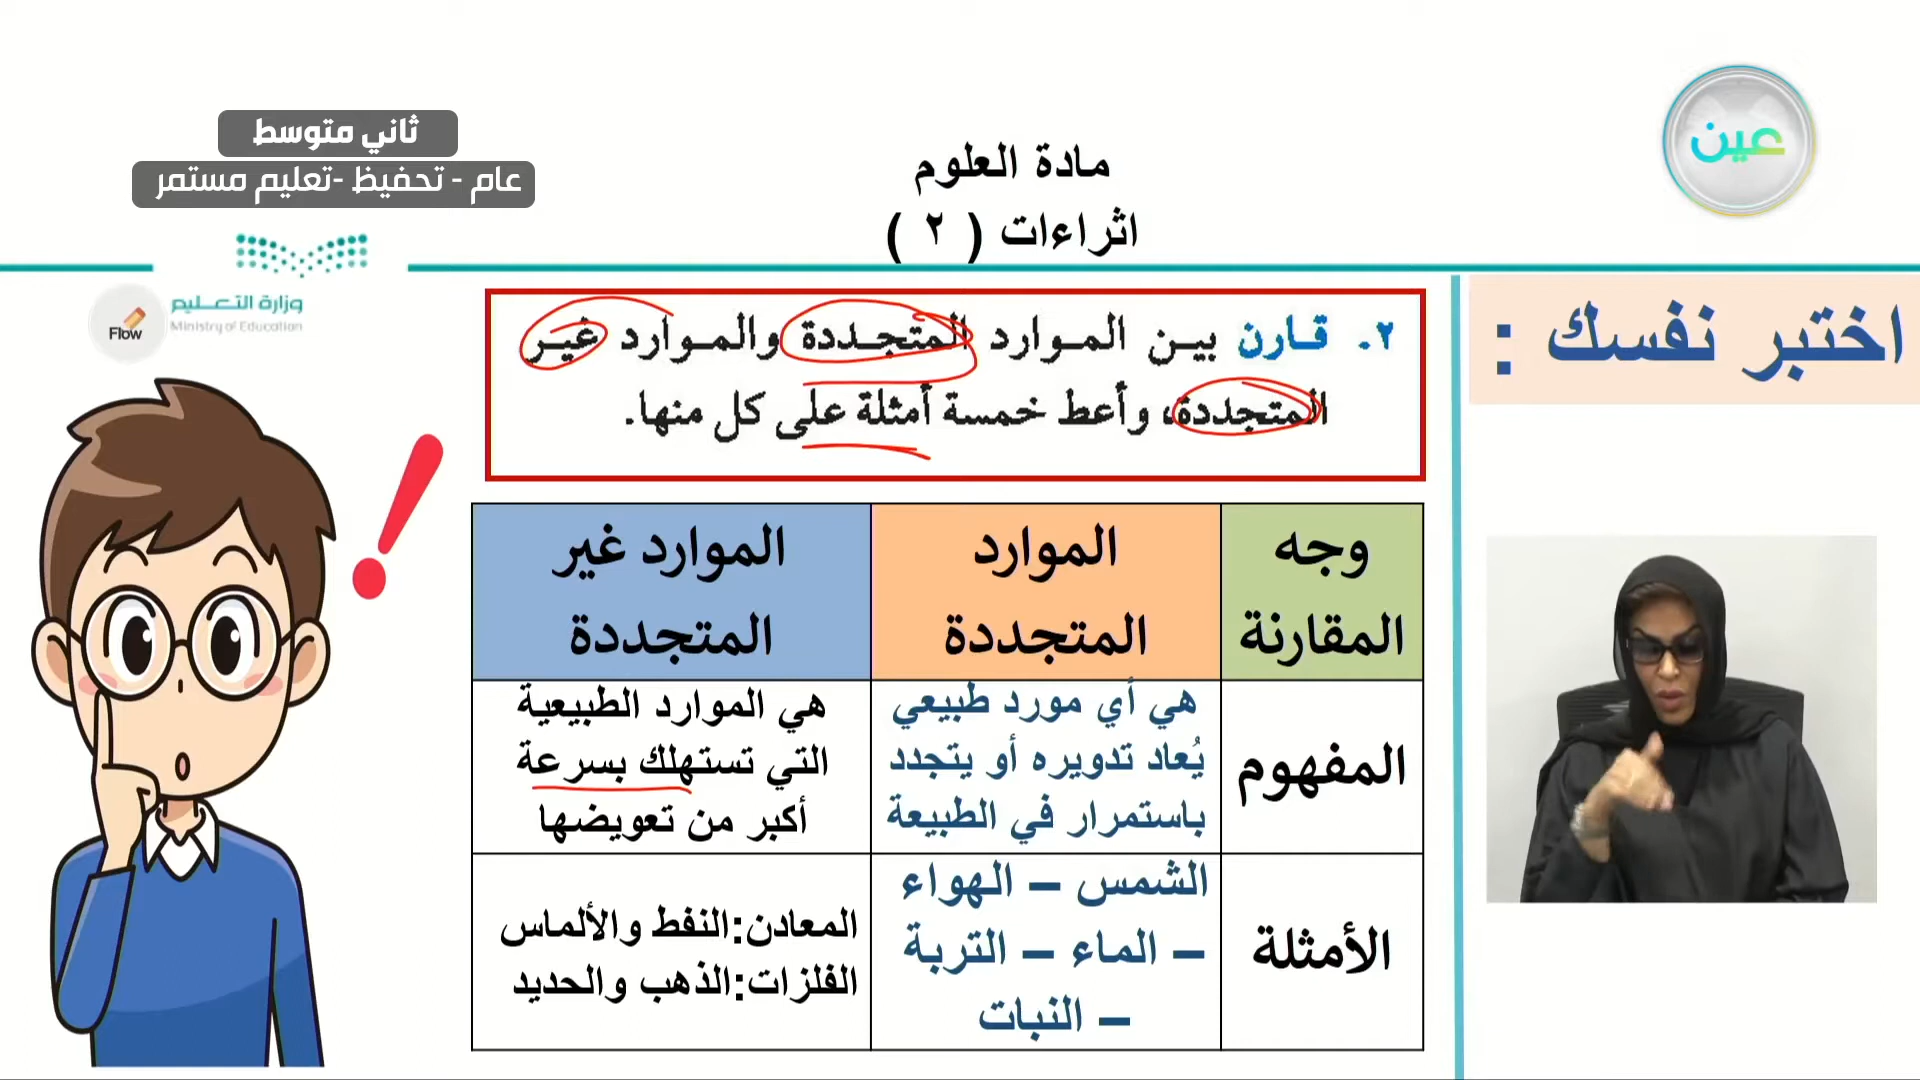 ثاني متوسط
عام - تحفيظ -تعليم مستمر
مادة العلوم
اثراءات ( ٢ )
عين
وزارة التعليم
Ministry of Education
Flow
اختبر نفسك :
٢. قارن بين الموارد المتجددة والموارد غير
المتجددة، وأعط خمسة أمثلة على كل منها.
وجه
المقارنة
الموارد
المتجددة
الموارد غير
المتجددة
المفهوم
هي أي مورد طبيعي
يُعاد تدويره أو يتجدد
باستمرار في الطبيعة
هي الموارد الطبيعية
التي تستهلك بسرعة
أكبر من تعويضها
الأمثلة
الشمس – الهواء
– الماء – التربة
– النبات
المعادن:النفط والألماس
الفلزات:الذهب والحديد